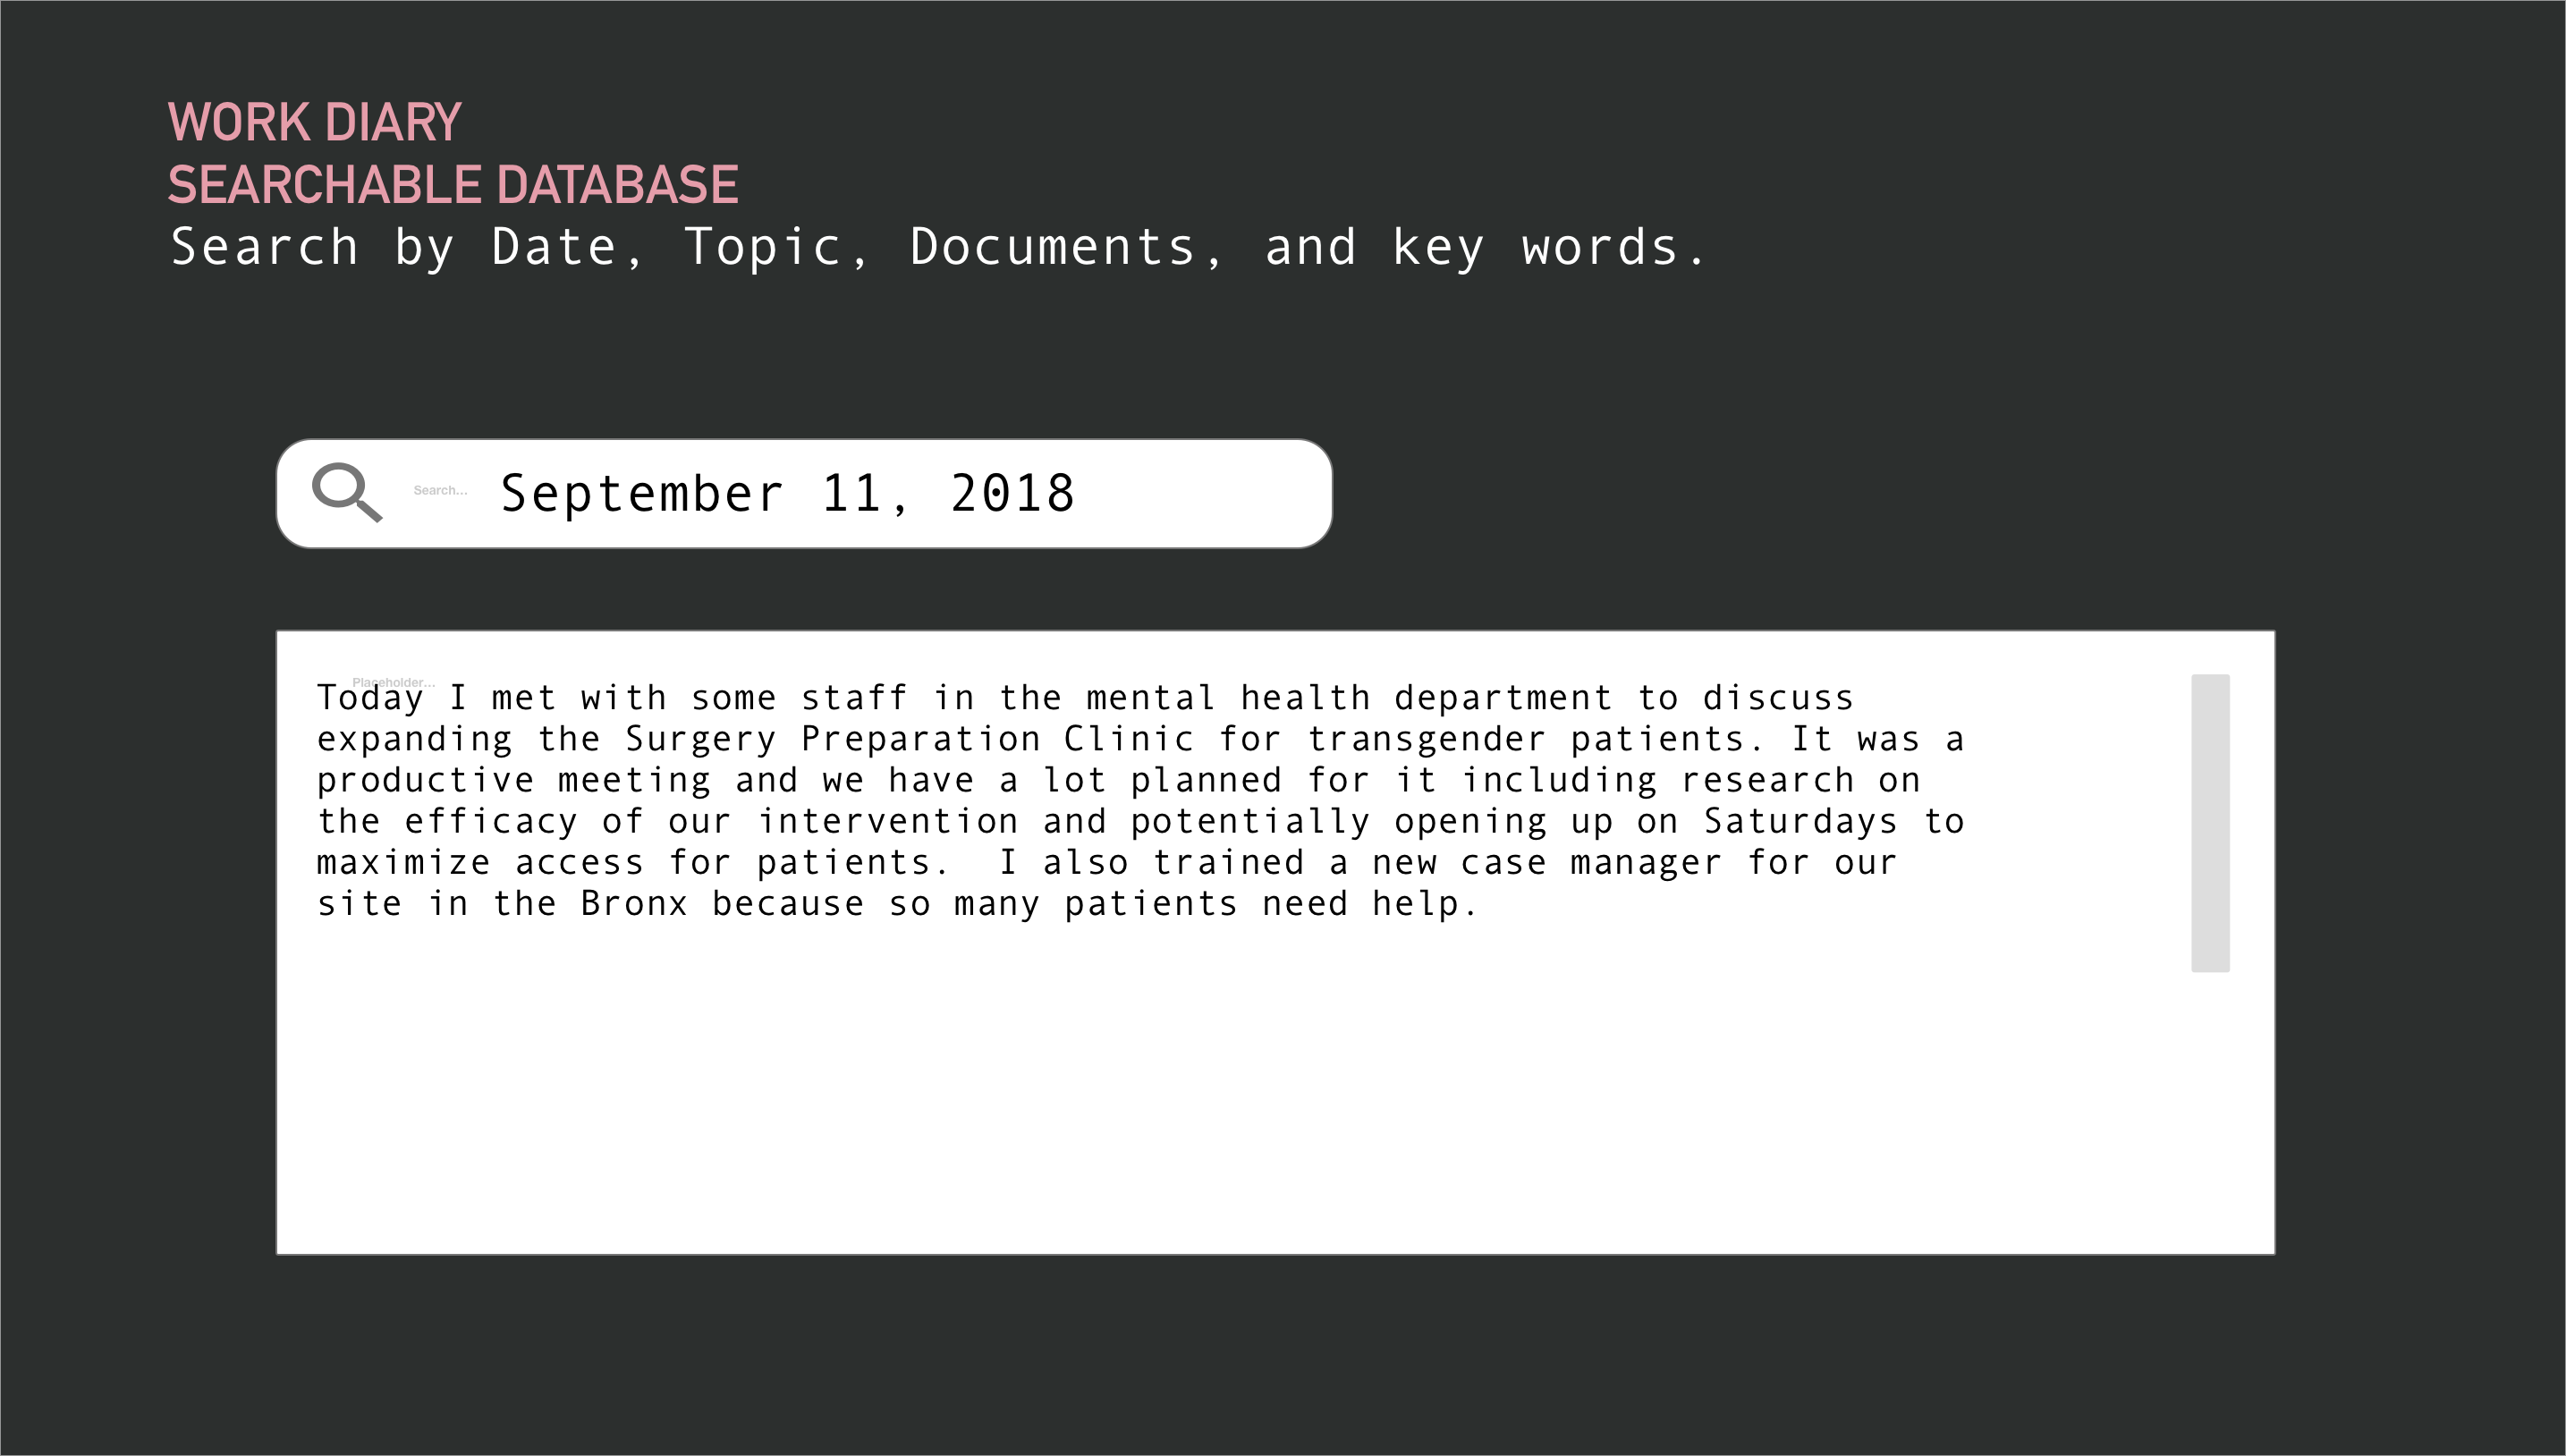 WORK DIARY
SEARCHABLE DATABASE
Search by Date, Topic, Documents, and key words.
Search... September 11, 2018
Placeholder...
Today I met with some staff in the mental health department to discuss
expanding the Surgery Preparation Clinic for transgender patients. It was a
productive meeting and we have a lot planned for it including research on
the efficacy of our intervention and potentially opening up on Saturdays to
maximize access for patients.  I also trained a new case manager for our
site in the Bronx because so many patients need help.